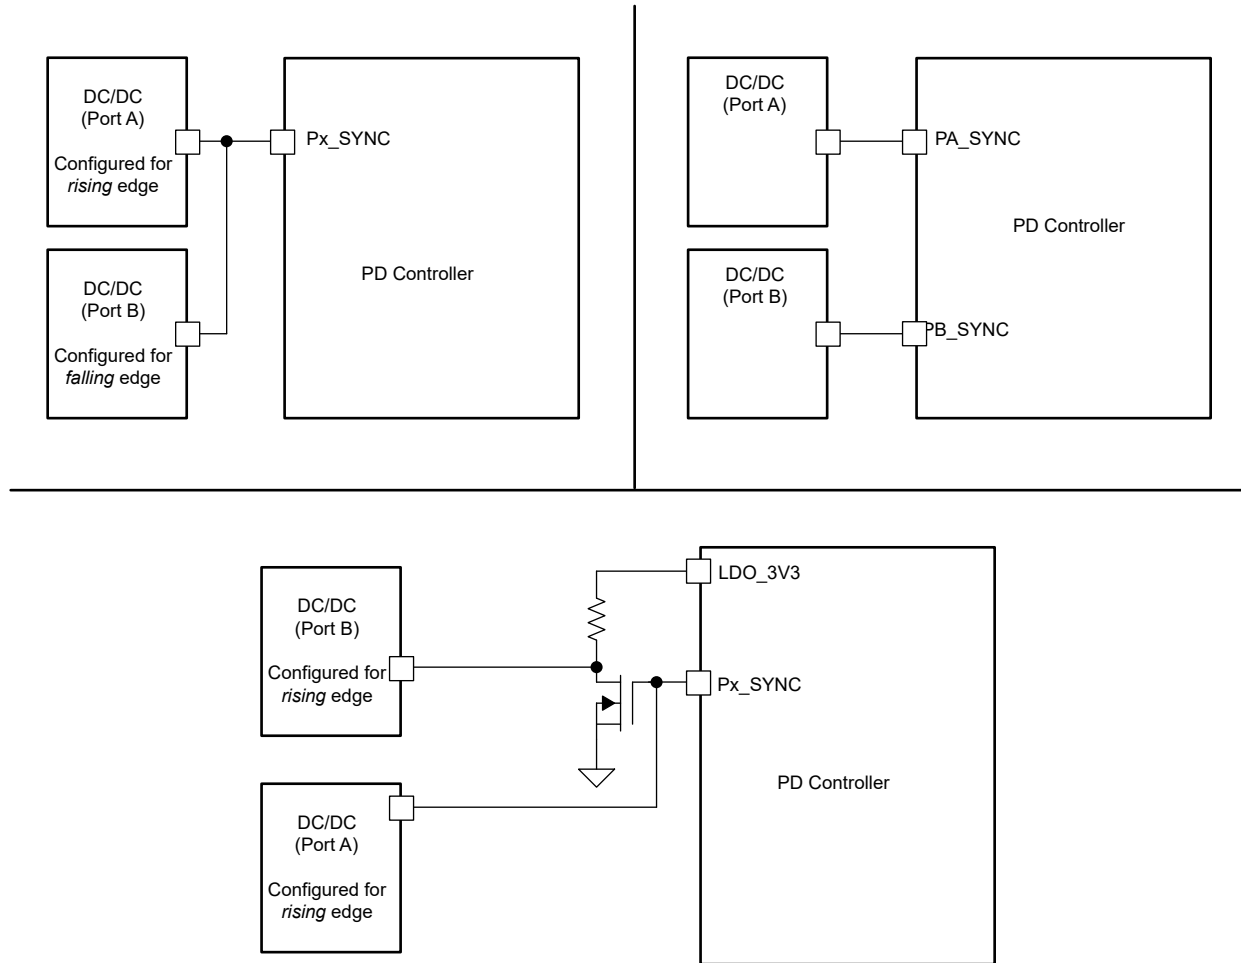 DC/DC
(Port A)
Configured for
rising edge
DC/DC
(Port B)
Configured for
falling edge
Px_SYNC
PD Controller
DC/DC
(Port A)
DC/DC
(Port B)
PA_SYNC
PD Controller
PB_SYNC
DC/DC
(Port B)
Configured for
rising edge
DC/DC
(Port A)
Configured for
rising edge
LDO_3V3
Px_SYNC
PD Controller